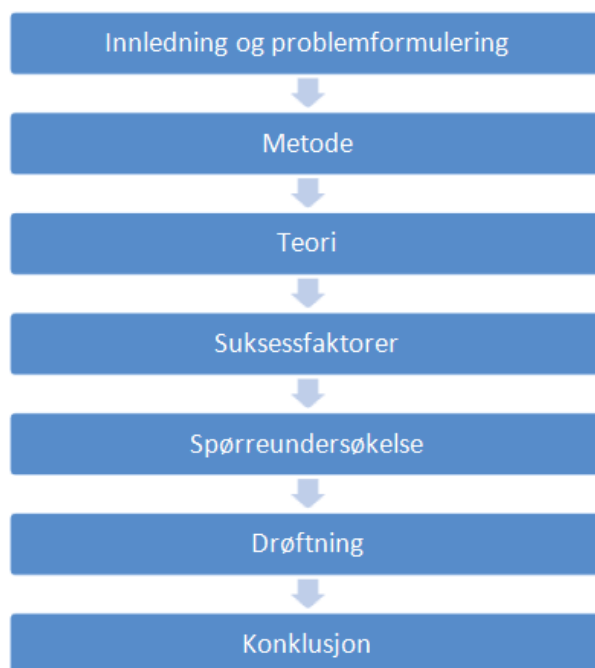 Innledning og problemformulering
Metode
Teori
Suksessfaktorer
Spørreundersøkelse
Drøftning
Konklusjon